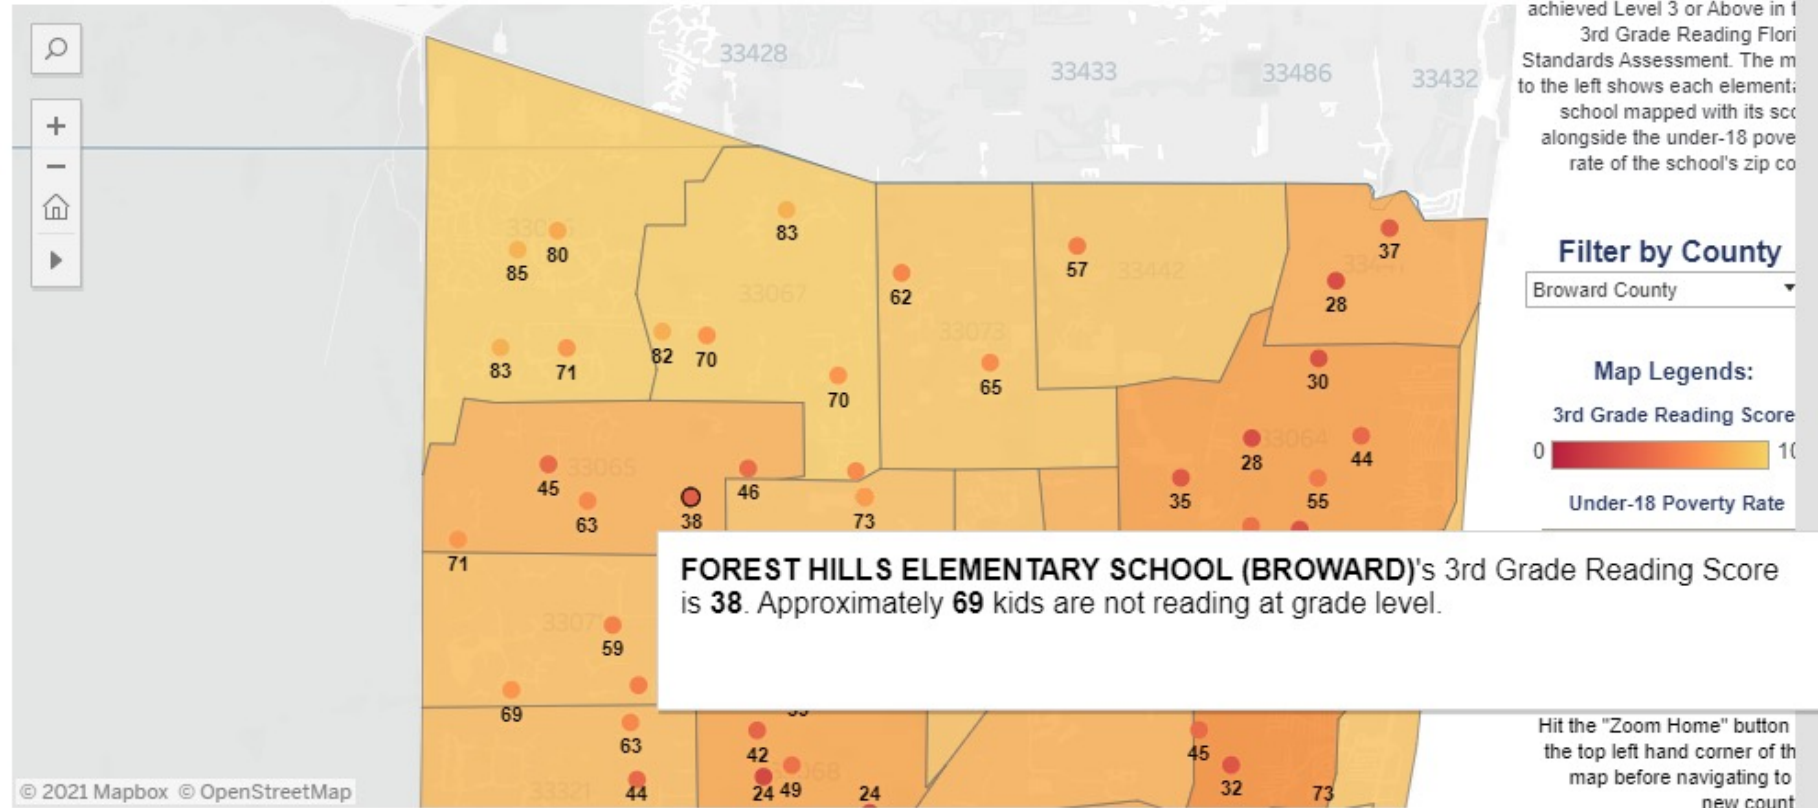 achieved Level 3 or Above in
3rd Grade Reading Flori
Standards Assessment. The m
to the left shows each elementa
school mapped with its sco
alongside the under-18 pove
rate of the school's zip co
33428
33433
33486
33432
83
37
80
85
57
33442
62
33067
28
33073
82
70
83
71
65
30
70
Filter by County
Broward County
Map Legends:
3rd Grade Reading Score
0
10
Under-18 Poverty Rate
33064
28
44
33065
45
46
35
55
63
38
73
71
FOREST HILLS ELEMENTARY SCHOOL (BROWARD)'s 3rd Grade Reading Score
is 38. Approximately 69 kids are not reading at grade level.
59
69
63
42
45
44
24
49
24
32
73
33321
Hit the "Zoom Home" button
the top left hand corner of th
map before navigating to
new count
© 2021 Mapbox © OpenStreetMap